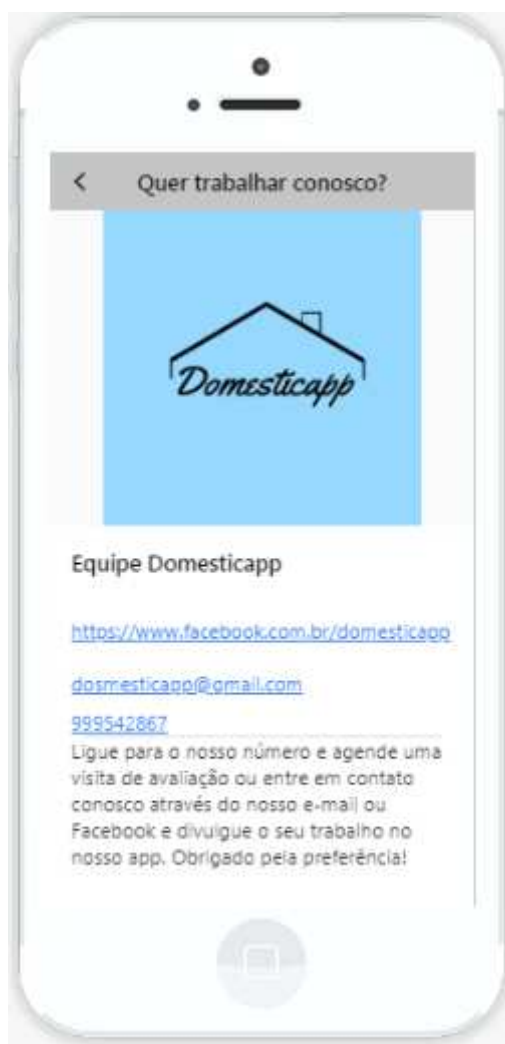 Quer trabalhar conosco?
Domesticapp
Equipe Domesticapp
https://www.facebook.com.br/domesticapp
dosmesticapp@gmail.com
999542867
Ligue para o nosso número e agende uma
visita de avaliação ou entre em contato
conosco através do nosso e-mail ou
Facebook e divulgue o seu trabalho no
nosso app. Obrigado pela preferência!